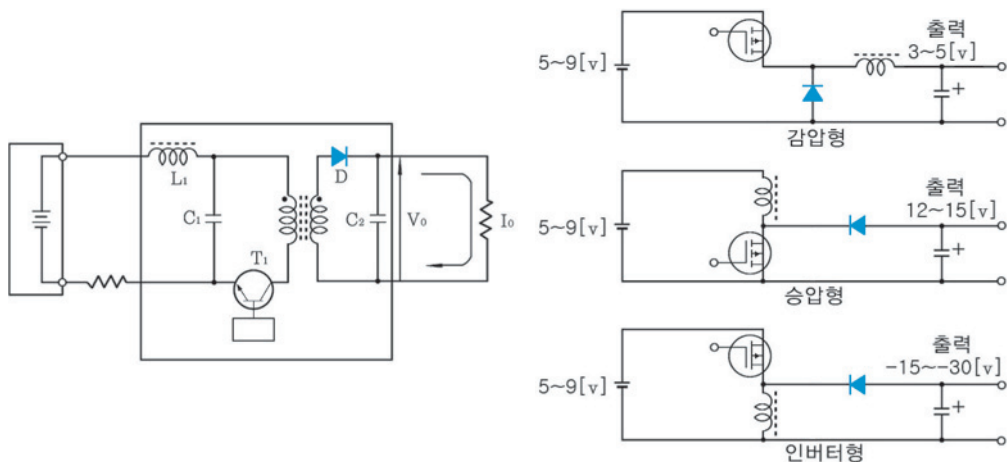 L₁
C₁
T₁
D
C₂
V₀
I₀
5~9[v]
출력
3~5[v]
+
감압형
5~9[v]
출력
12~15[v]
+
승압형
5~9[v]
출력
-15~-30[v]
+
인버터형